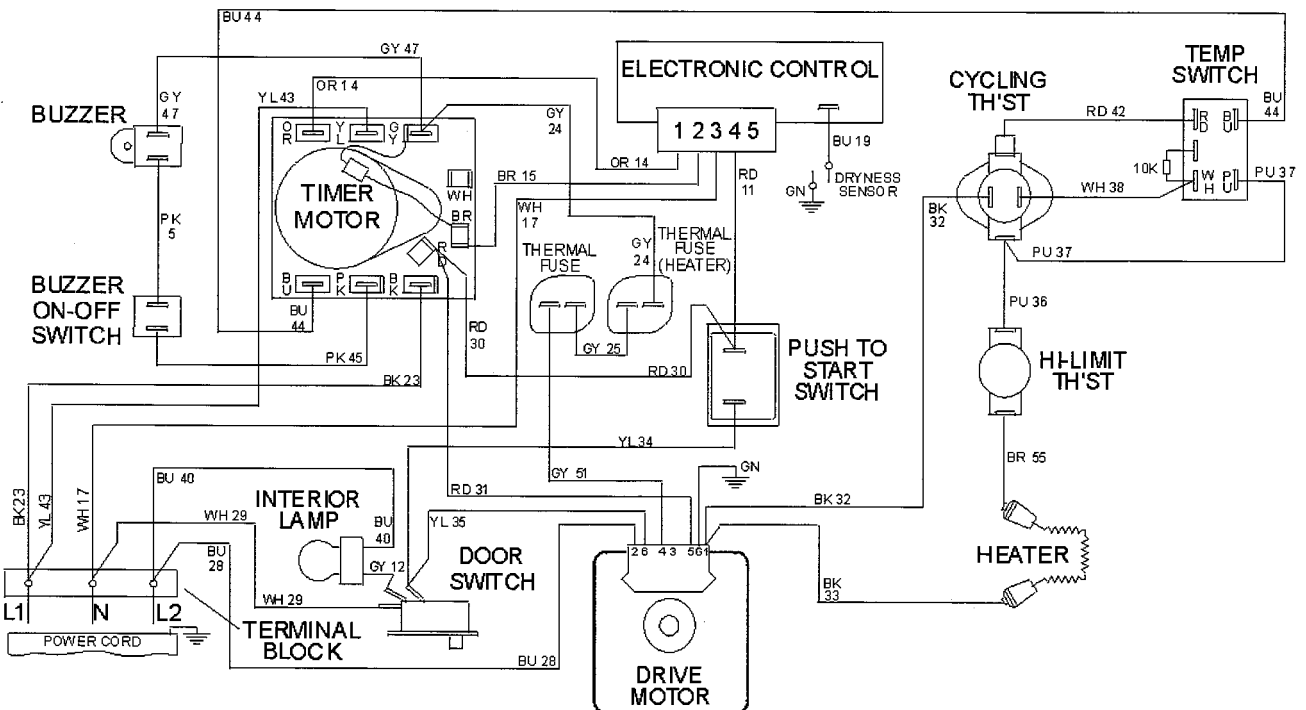 BU 44
GY 47
OR 14
ELECTRONIC CONTROL
TEMP
SWITCH
CYCLING
TH'ST
BUZZER
GY
47
YL 43
OR
YL
GY
GY
24
1 2 3 4 5
RD 42
RD
BU
BU
44
BU 19
OR 14
TIMER
MOTOR
WH
BR 15
RD
11
DRYNESS
SENSOR
GN
10K
WH
PU
PU 37
WH 38
BR
PK
5
WH
17
BK
32
THERMAL
FUSE
GY
24
THERMAL
FUSE
(HEATER)
RD
PU 37
BUZZER
ON-OFF
SWITCH
BU
PK
BK
BU
44
PU 36
RD
30
GY 25
PUSH TO
START
SWITCH
HI-LIMIT
TH'ST
PK 45
RD 30
BK 23
YL 34
BR 55
GY 51
GN
BU 40
RD 31
BK 32
BK23
YL 43
WH 17
INTERIOR
LAMP
WH 29
BU
40
YL 35
BU
28
DOOR
SWITCH
2 6 4 3 5 6 1
HEATER
GY 12
BK
33
WH 29
L1 N L2
TERMINAL
BLOCK
POWER CORD
BU 28
DRIVE
MOTOR